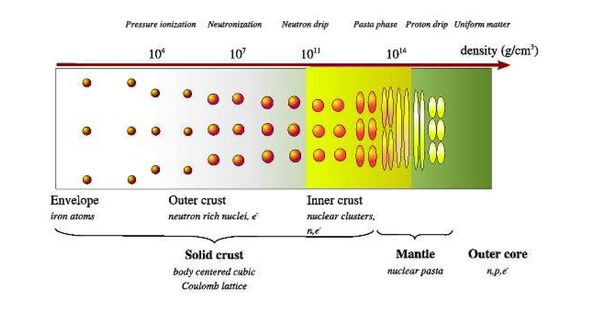 Pressure ionization Neutronization Neutron drip Pasta phase Proton drip Uniform matter
10⁴ 10⁷ 10¹¹ 10¹⁴ density (g/cm³)
Envelope Outer crust Inner crust
iron atoms neutron rich nuclei, e⁻ nuclear clusters,
n,e⁻
Solid crust Mantle Outer core
body centered cubic nuclear pasta n,p,e⁻
Coulomb lattice